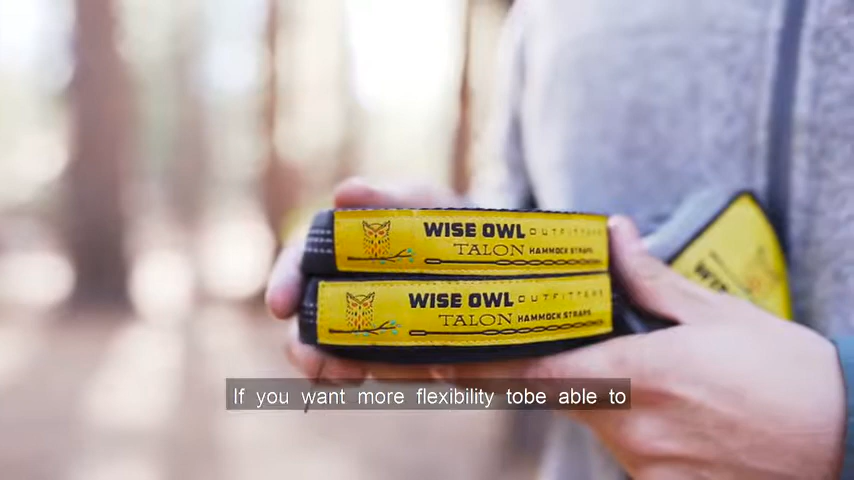 WISE OWL OUTFITTERS
TALON HAMMOCK STRAPS
WISE OWL OUTFITTERS
TALON HAMMOCK STRAPS
If you want more flexibility tobe able to